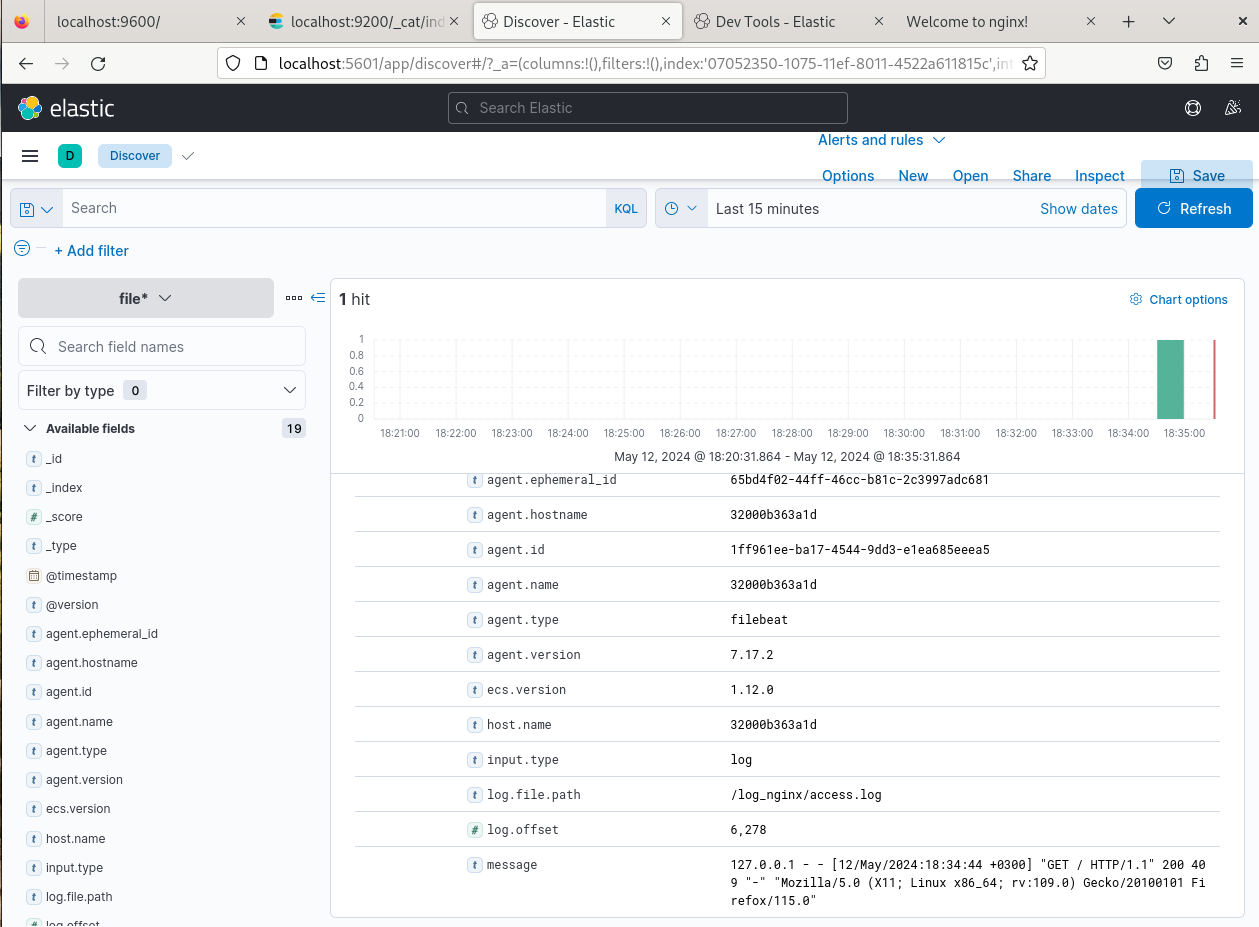 localhost:9600/
localhost:9200/_cat/ind
Discover - Elastic
Dev Tools - Elastic
Welcome to nginx!
localhost:5601/app/discover#/?_a=(columns:!(),filters:!(),index:'07052350-1075-11ef-8011-4522a611815c',int
elastic
Search Elastic
D
Discover
Alerts and rules
Options
New
Open
Share
Inspect
Save
Search
KQL
Last 15 minutes
Show dates
Refresh
+ Add filter
file*
1 hit
Chart options
Search field names
Filter by type 0
Available fields 19
t _id
t _index
# _score
t _type
@timestamp
t @version
t agent.ephemeral_id
t agent.hostname
t agent.id
t agent.name
t agent.type
t agent.version
t ecs.version
t host.name
t input.type
t log.file.path
# log.offset
1
0.8
0.6
0.4
0.2
0
18:21:00 18:22:00 18:23:00 18:24:00 18:25:00 18:26:00 18:27:00 18:28:00 18:29:00 18:30:00 18:31:00 18:32:00 18:33:00 18:34:00 18:35:00
May 12, 2024 @ 18:20:31.864 - May 12, 2024 @ 18:35:31.864
t agent.ephemeral_id 65bd4f02-44ff-46cc-b81c-2c3997adc681
t agent.hostname 32000b363a1d
t agent.id 1ff961ee-ba17-4544-9dd3-e1ea685eeea5
t agent.name 32000b363a1d
t agent.type filebeat
t agent.version 7.17.2
t ecs.version 1.12.0
t host.name 32000b363a1d
t input.type log
t log.file.path /log_nginx/access.log
# log.offset 6,278
t message 127.0.0.1 - - [12/May/2024:18:34:44 +0300] "GET / HTTP/1.1" 200 40
9 "-" "Mozilla/5.0 (X11; Linux x86_64; rv:109.0) Gecko/20100101 Fi
refox/115.0"